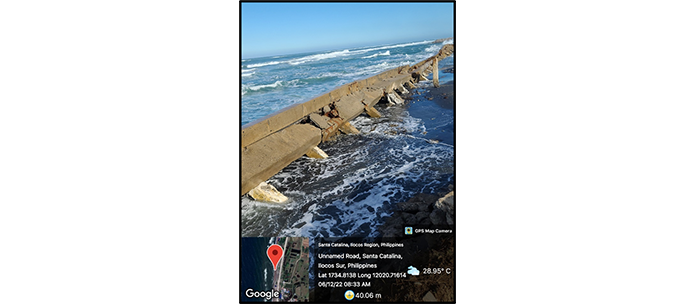 GPS Map Camera
Santa Catalina, Ilocos Region, Philippines
Unnamed Road, Santa Catalina,
Ilocos Sur, Philippines
Lat 1734.8138 Long 12020.71614
06/12/22 08:33 AM
28.95° C
Google
40.06 m